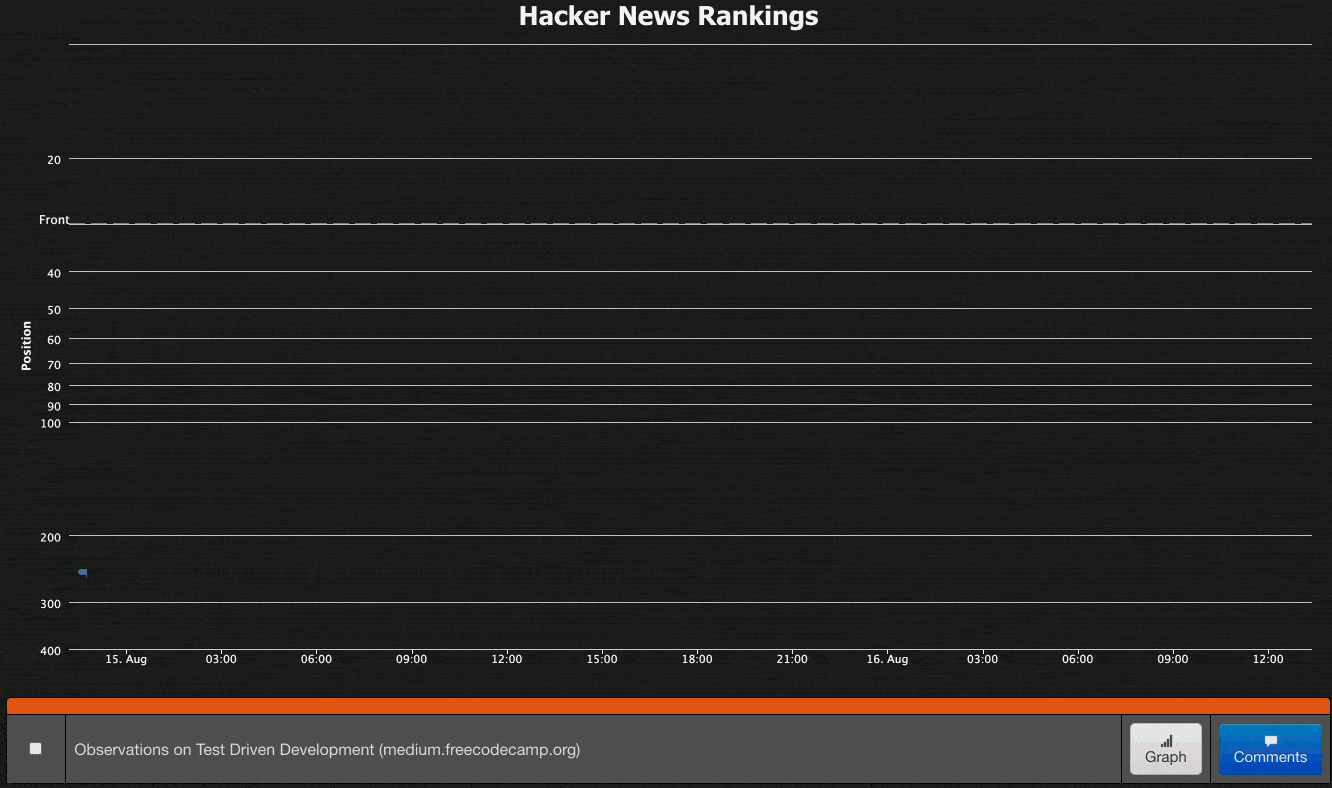 Hacker News Rankings
20
Front
40
50
60
70
80
90
100
200
300
400
Position
15. Aug 03:00 06:00 09:00 12:00 15:00 18:00 21:00 16. Aug 03:00 06:00 09:00 12:00
Observations on Test Driven Development (medium.freecodecamp.org)
Graph
Comments